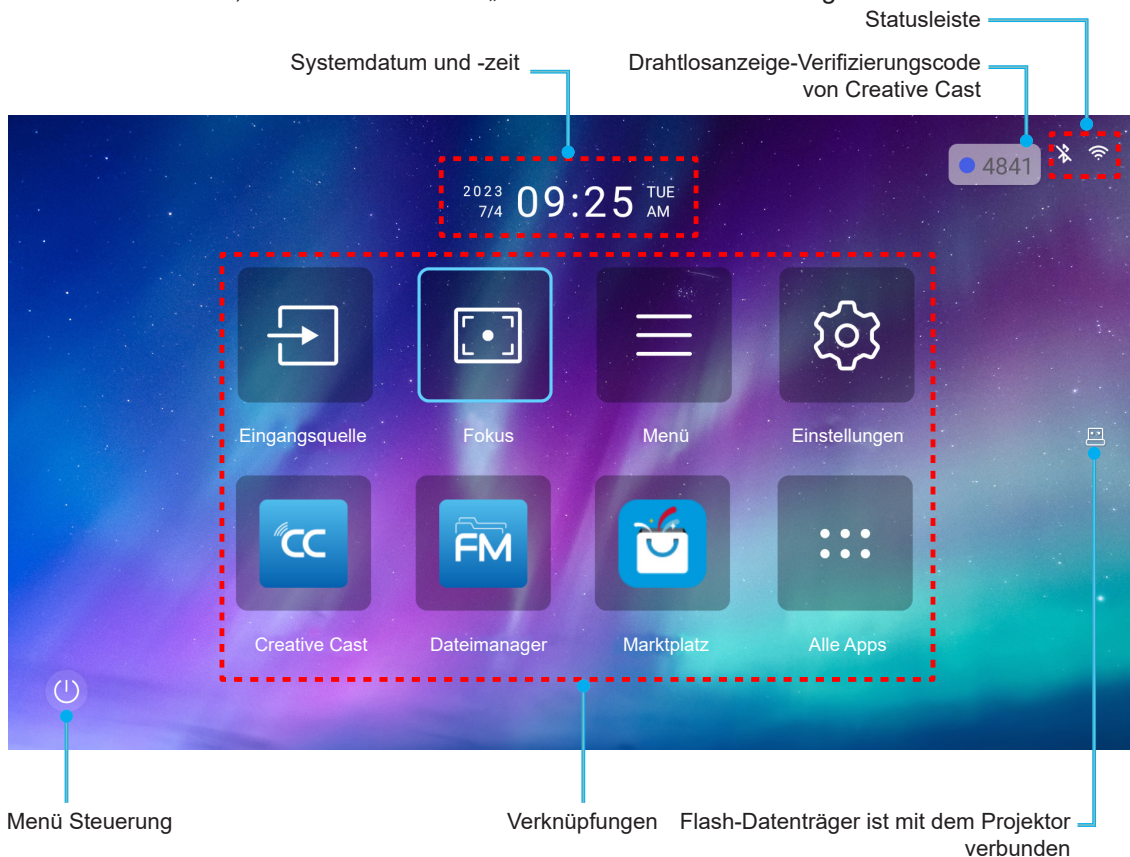 Statusleiste
Systemdatum und -zeit
Drahtlosanzeige-Verifizierungscode
von Creative Cast
4841
2023
7/4
09:25
TUE
AM
Eingangsquelle
Fokus
Menü
Einstellungen
CC
FM
Creative Cast
Dateimanager
Marktplatz
Alle Apps
Menü Steuerung
Verknüpfungen
Flash-Datenträger ist mit dem Projektor
verbunden